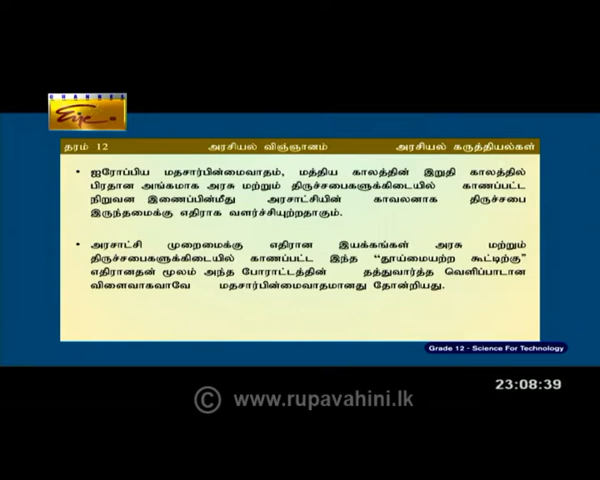 CHANNEL
Eye
தரம் 12 அரசியல் விஞ்ஞானம் அரசியல் கருத்தியல்கள்
• ஐரோப்பிய மதசார்பின்மைவாதம், மத்திய காலத்தின் இறுதி காலத்தில்
பிரதான அங்கமாக அரசு மற்றும் திருச்சபைகளுக்கிடையில் காணப்பட்ட
நிறுவன இணைப்பின்மீது அரசாட்சியின் காவலனாக திருச்சபை
இருந்தமைக்கு எதிராக வளர்ச்சியுற்றதாகும்.
• அரசாட்சி முறைமைக்கு எதிரான இயக்கங்கள் அரசு மற்றும்
திருச்சபைகளுக்கிடையில் காணப்பட்ட இந்த “தூய்மையற்ற கூட்டிற்கு”
எதிரானதன் மூலம் அந்த போராட்டத்தின் தத்துவார்த்த வெளிப்பாடான
விளைவாகவாவே மதசார்பின்மைவாதமானது தோன்றியது.
Grade 12 - Science For Technology
23:08:39
© www.rupavahini.lk